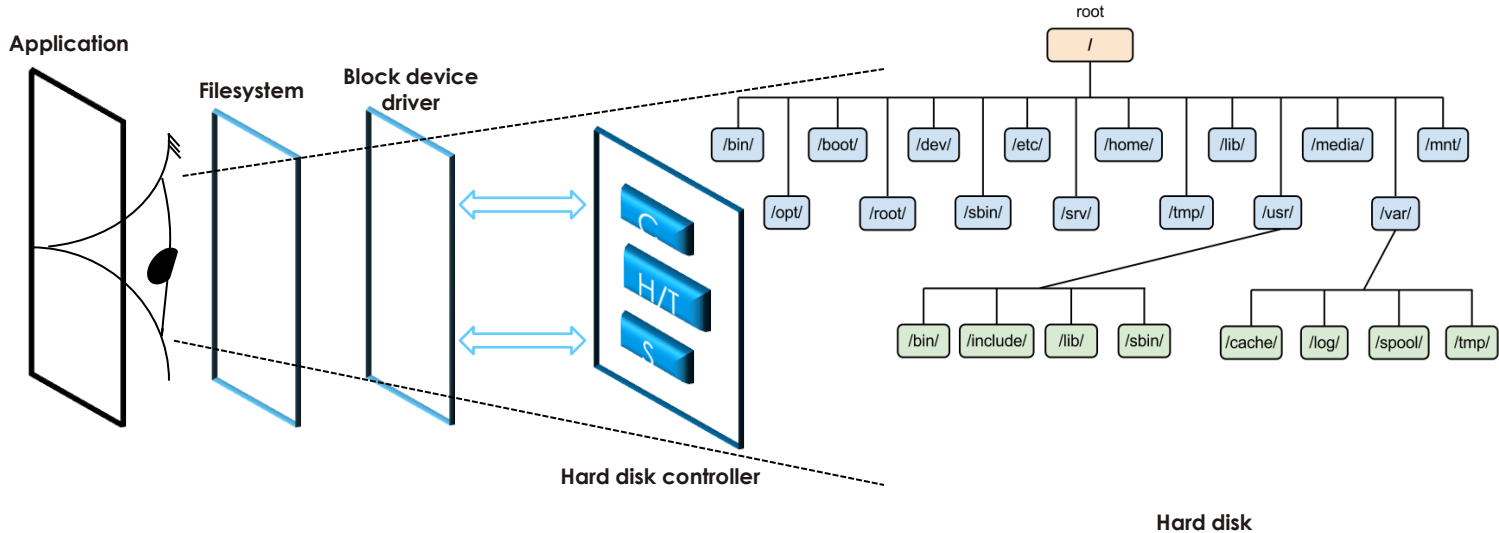 Application
Filesystem
Block device
driver
C
H/T
S
Hard disk controller
root
/
/bin/
/boot/
/dev/
/etc/
/home/
/lib/
/media/
/mnt/
/opt/
/root/
/sbin/
/srv/
/tmp/
/usr/
/var/
/bin/
/include/
/lib/
/sbin/
/cache/
/log/
/spool/
/tmp/
Hard disk